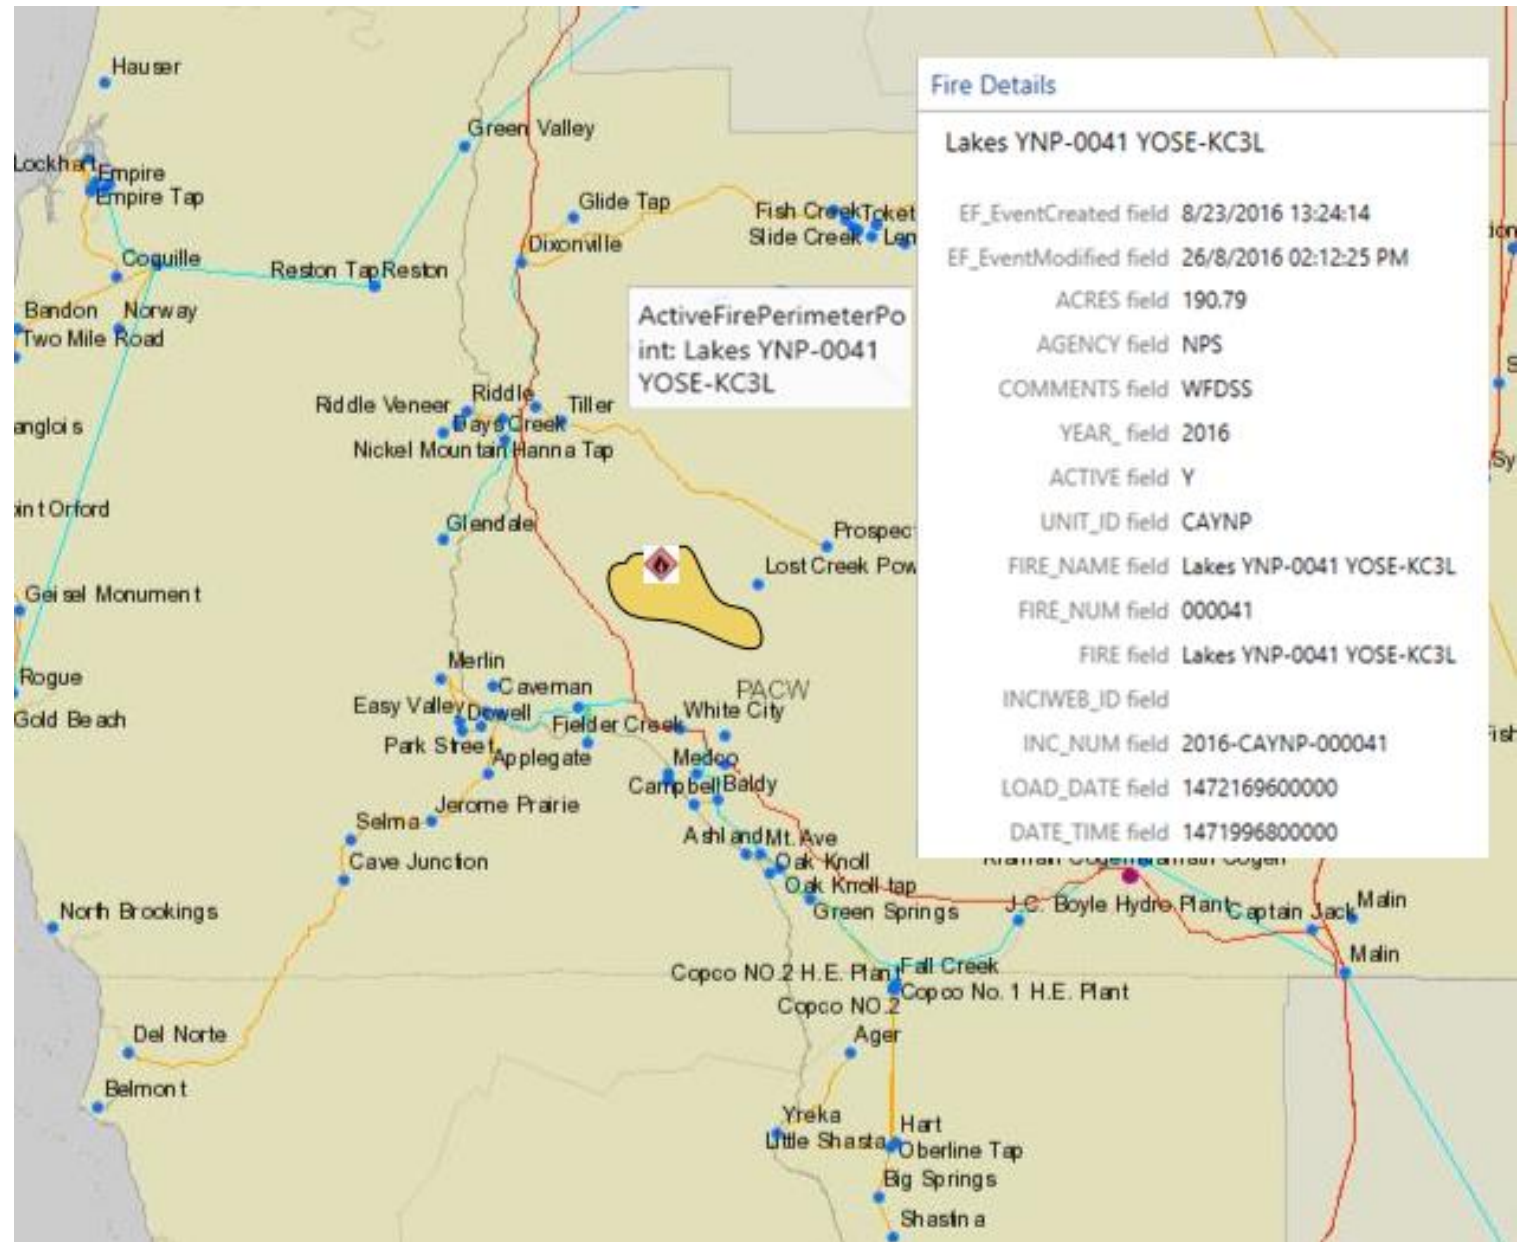 Hauser
Green Valley
Lockhart
Empire
Empire Tap
Glide Tap
Fish Creek
Toket
Slide Creek
Len
Dixonville
Coquille
Reston Tap
Reston
Bandon
Norway
Two Mile Road
ActiveFirePerimeterPo
int: Lakes YNP-0041
YOSE-KC3L
Riddle
Riddle Veneer
Tiller
Days Creek
anglois
Nickel Mountain
Hanna Tap
int Orford
Glendale
Prospec
Lost Creek Pow
Geisel Monument
Merlin
Rogue
Caveman
PACW
Easy Valley
Dowell
White City
Gold Beach
Fielder Creek
Park Street
Applegate
Medco
Campbell
Baldy
Jerome Prairie
Selma
Ashland
Mt. Ave
Cave Junction
Oak Knoll
Oak Knoll tap
North Brookings
Green Springs
J.C. Boyle Hydro Plant
Captain Jack
Malin
Malin
Copco NO.2 H.E. Plant
Fall Creek
Copco No. 1 H.E. Plant
Copco NO.2
Del Norte
Ager
Belmont
Yreka
Hart
Little Shasta
Oberline Tap
Big Springs
Shastina
Fire Details
Lakes YNP-0041 YOSE-KC3L
EF_EventCreated field 8/23/2016 13:24:14
EF_EventModified field 26/8/2016 02:12:25 PM
ACRES field 190.79
AGENCY field NPS
COMMENTS field WFDSS
YEAR_ field 2016
ACTIVE field Y
UNIT_ID field CAYNP
FIRE_NAME field Lakes YNP-0041 YOSE-KC3L
FIRE_NUM field 000041
FIRE field Lakes YNP-0041 YOSE-KC3L
INCIWEB_ID field
INC_NUM field 2016-CAYNP-000041
LOAD_DATE field 1472169600000
DATE_TIME field 1471996800000
Sy